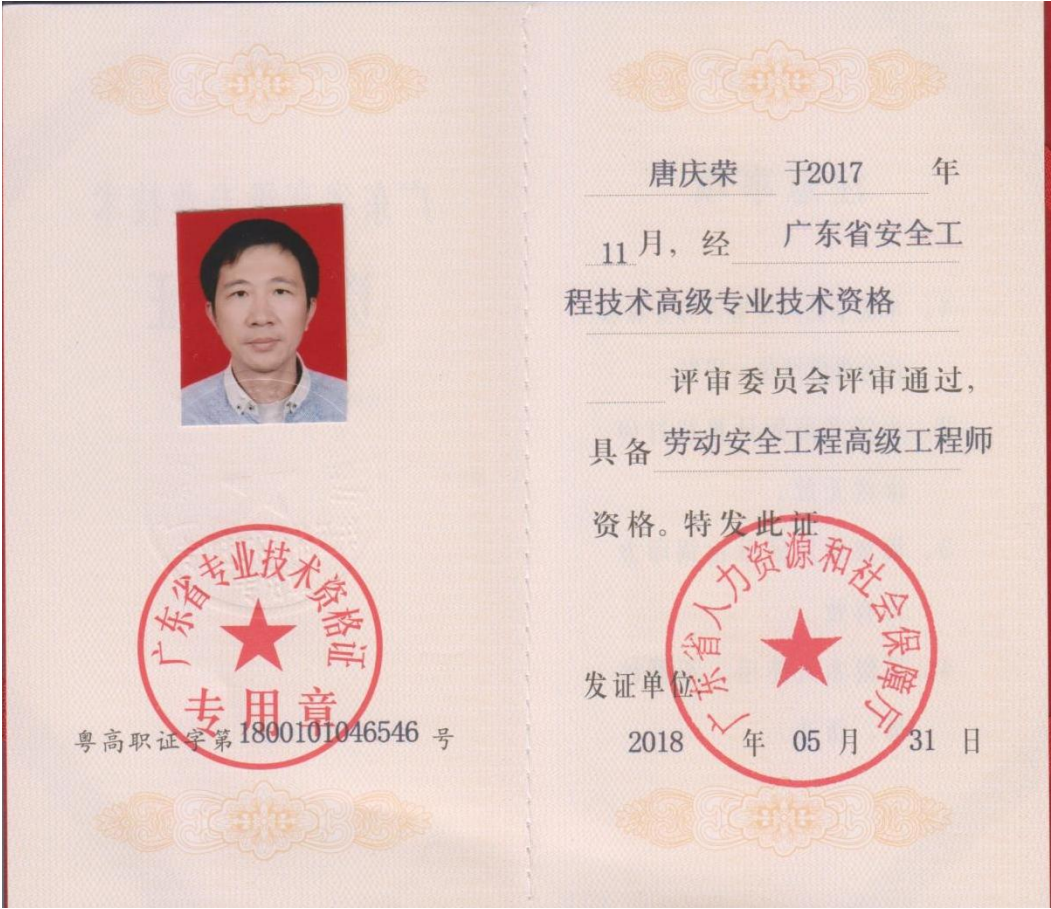 广东省专业技术资格证
专用章
粤高职证字第1800101046546 号
唐庆荣 于2017 年
11月，经 广东省安全工
程技术高级专业技术资格
评审委员会评审通过，
具备 劳动安全工程高级工程师
资格。特发此证
广东省人力资源和社会保障厅
发证单位
2018 年 05 月 31 日